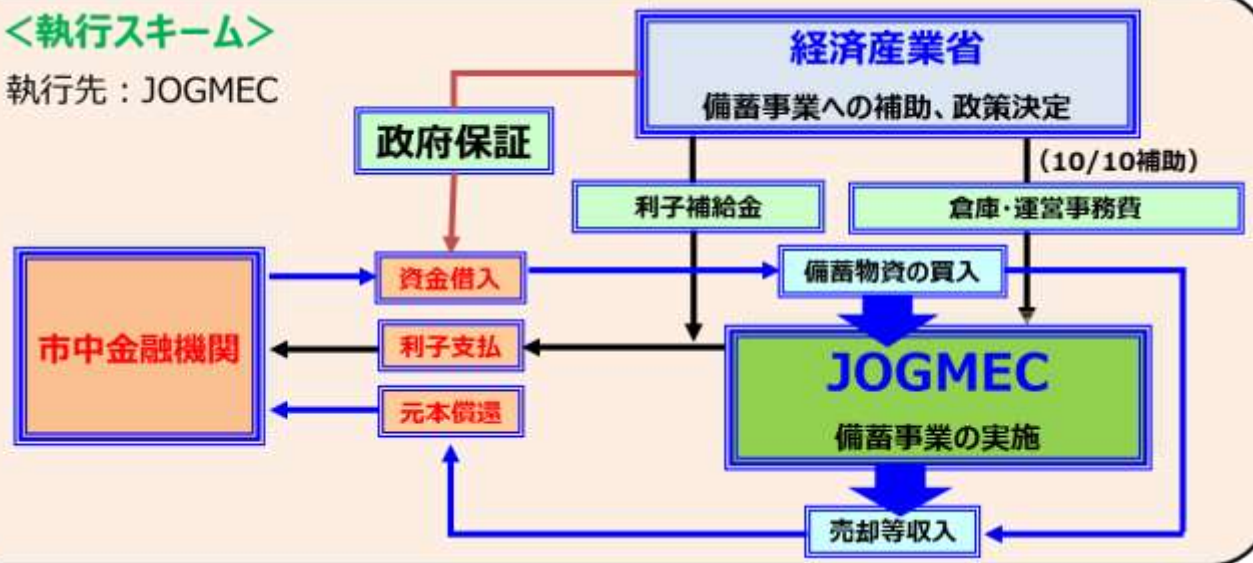 ＜執行スキーム＞
執行先：JOGMEC
経済産業省
備蓄事業への補助、政策決定
政府保証
（10/10補助）
利子補給金
倉庫・運営事務費
市中金融機関
資金借入
備蓄物資の買入
利子支払
JOGMEC
備蓄事業の実施
元本償還
売却等収入